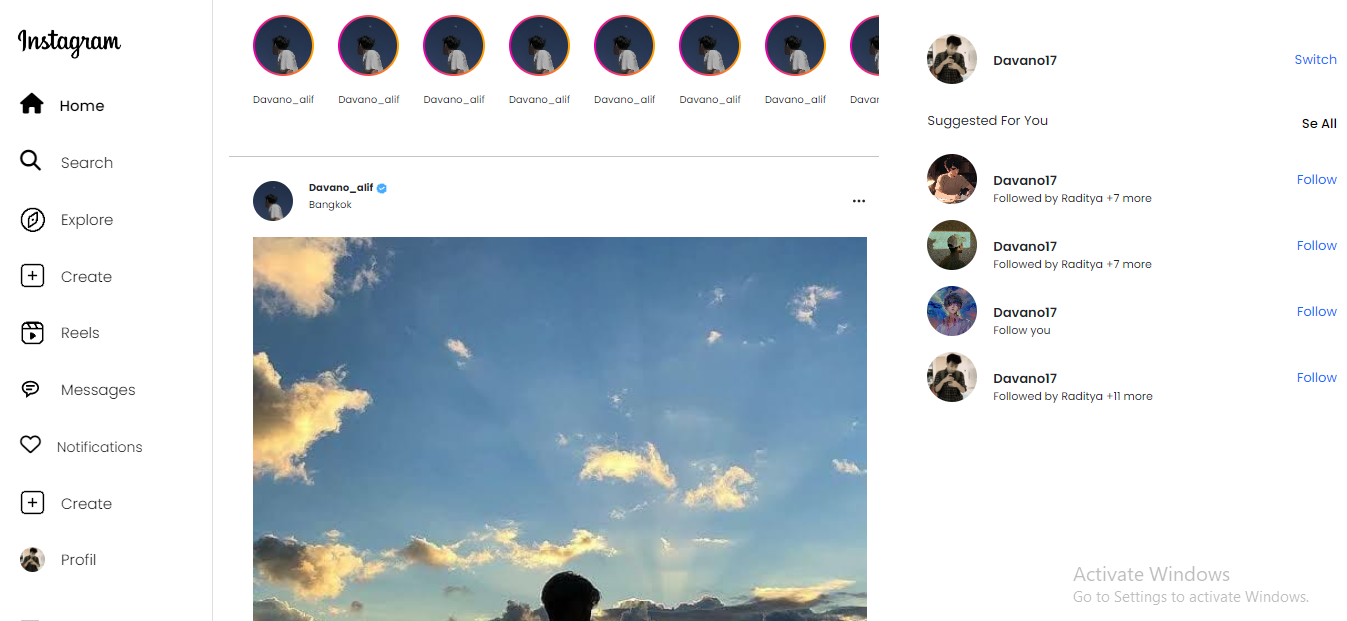 Instagram
Home
Search
Explore
Create
Reels
Messages
Notifications
Create
Profil
Davano_alif Davano_alif Davano_alif Davano_alif Davano_alif Davano_alif Davano_alif Davan
Davano_alif
Bangkok
Davano17 Switch
Suggested For You Se All
Davano17 Follow
Followed by Raditya +7 more
Davano17 Follow
Followed by Raditya +7 more
Davano17 Follow
Follow you
Davano17 Follow
Followed by Raditya +11 more
Activate Windows
Go to Settings to activate Windows.